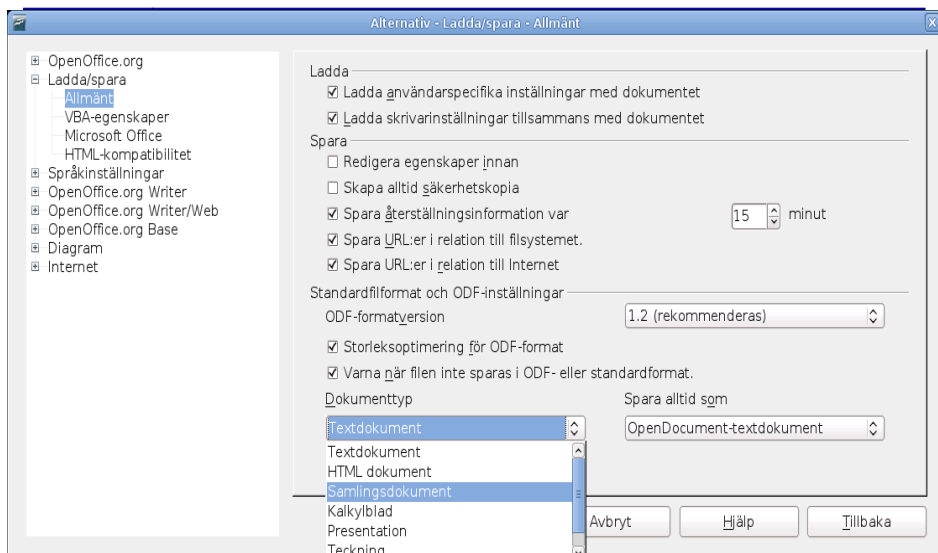 Alternativ - Ladda/spara - Allmänt
OpenOffice.org
Ladda/spara
Allmänt
VBA-egenskaper
Microsoft Office
HTML-kompatibilitet
Språkinställningar
OpenOffice.org Writer
OpenOffice.org Writer/Web
OpenOffice.org Base
Diagram
Internet
Ladda
Ladda användarspecifika inställningar med dokumentet
Ladda skrivarinställningar tillsammans med dokumentet
Spara
Redigera egenskaper innan
Skapa alltid säkerhetskopia
Spara återställningsinformation var 15 minut
Spara URL:er i relation till filsystemet.
Spara URL:er i relation till Internet
Standardfilformat och ODF-inställningar
ODF-formatversion 1.2 (rekommenderas)
Storleksoptimering för ODF-format
Varna när filen inte sparas i ODF- eller standardformat.
Dokumenttyp Spara alltid som
Textdokument OpenDocument-textdokument
Textdokument
HTML dokument
Samlingsdokument
Kalkylblad
Presentation
Teckning
Avbryt Hjälp Tillbaka